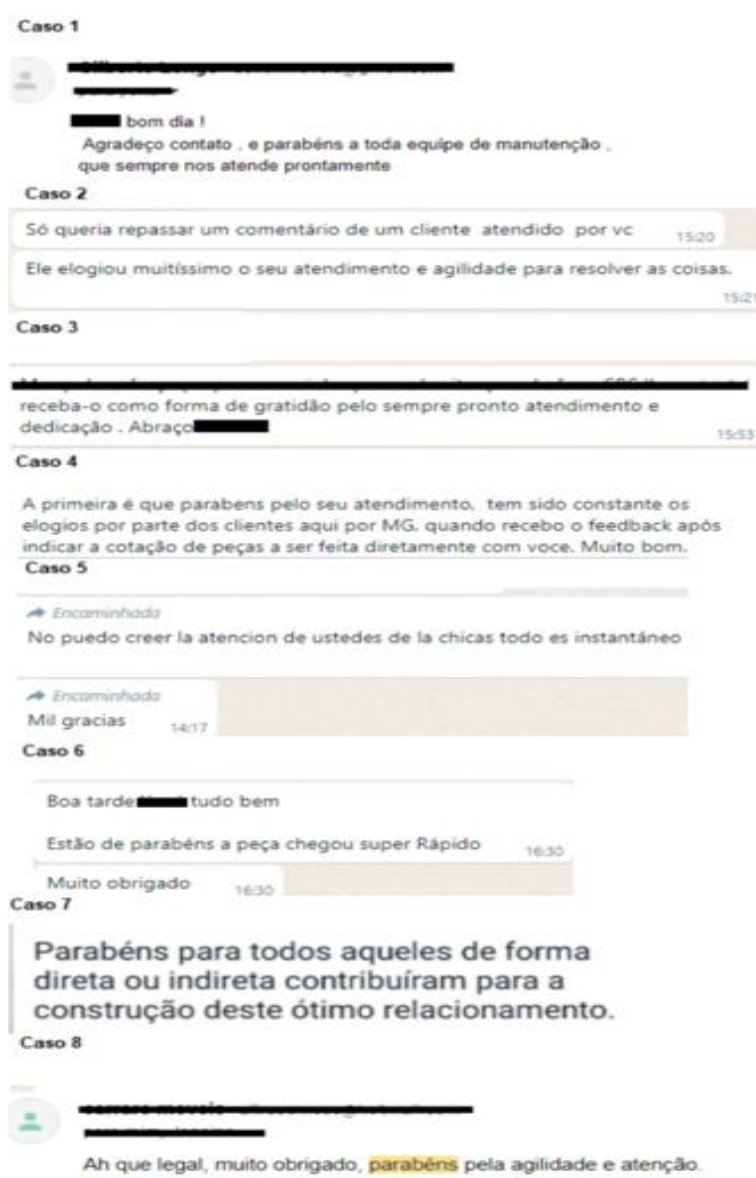 Caso 1
bom dia !
Agradeço contato , e parabéns a toda equipe de manutenção ,
que sempre nos atende prontamente
Caso 2
Só queria repassar um comentário de um cliente atendido por vc 15:20
Ele elogiou muitíssimo o seu atendimento e agilidade para resolver as coisas.
15:21
Caso 3
receba-o como forma de gratidão pelo sempre pronto atendimento e
dedicação . Abraço
15:53
Caso 4
A primeira é que parabens pelo seu atendimento, tem sido constante os
elogios por parte dos clientes aqui por MG, quando recebo o feedback após
indicar a cotação de peças a ser feita diretamente com voce. Muito bom.
Caso 5
Encaminhada
No puedo creer la atencion de ustedes de la chicas todo es instantáneo
Encaminhada
Mil gracias 14:17
Caso 6
Boa tarde tudo bem
Estão de parabéns a peça chegou super Rápido 16:30
Muito obrigado 16:30
Caso 7
Parabéns para todos aqueles de forma
direta ou indireta contribuíram para a
construção deste ótimo relacionamento.
Caso 8
Ah que legal, muito obrigado, parabéns pela agilidade e atenção.